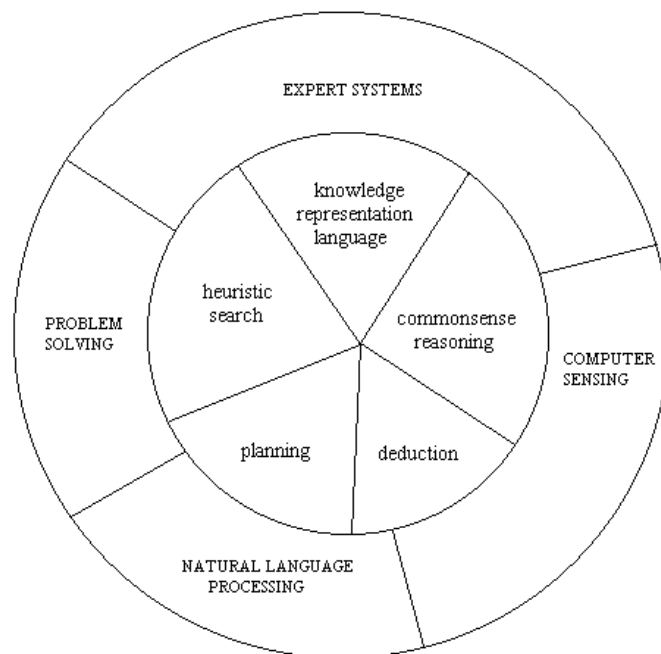 EXPERT SYSTEMS
knowledge
representation
language
heuristic
search
PROBLEM
SOLVING
commonsense
reasoning
COMPUTER
SENSING
planning
deduction
NATURAL LANGUAGE
PROCESSING